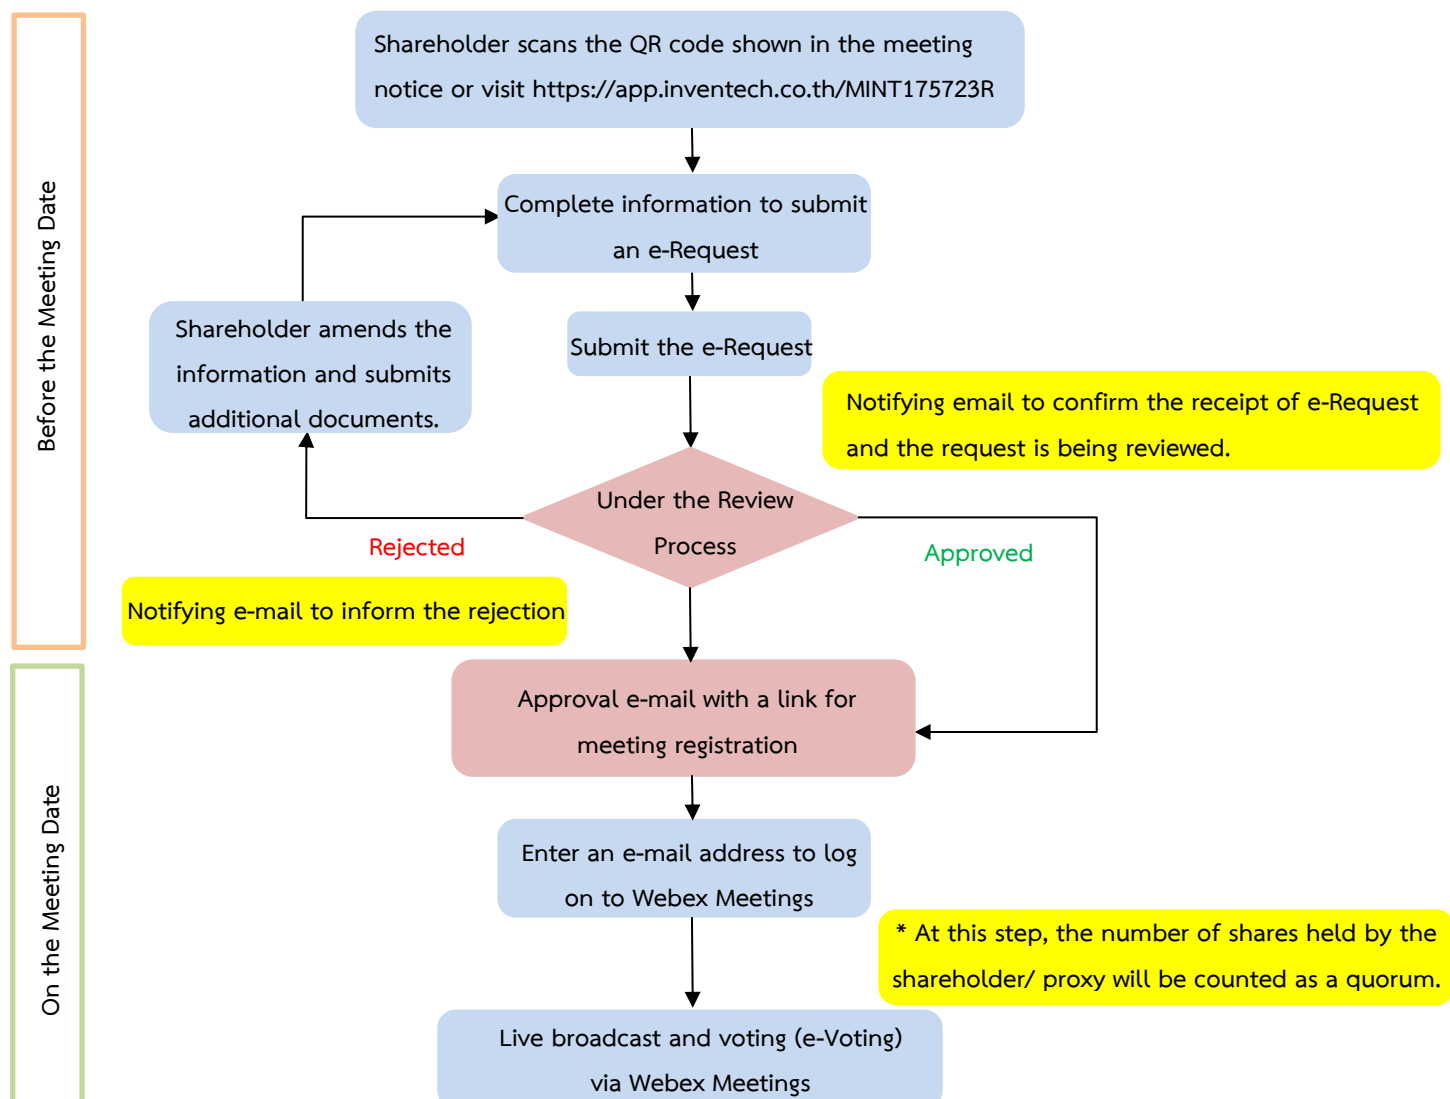 Shareholder scans the QR code shown in the meeting
notice or visit https://app.inventech.co.th/MINT175723R
Before the Meeting Date
Complete information to submit
an e-Request
Shareholder amends the
information and submits
additional documents.
Submit the e-Request
Notifying email to confirm the receipt of e-Request
and the request is being reviewed.
Under the Review
Process
Rejected
Approved
Notifying e-mail to inform the rejection
On the Meeting Date
Approval e-mail with a link for
meeting registration
Enter an e-mail address to log
on to Webex Meetings
* At this step, the number of shares held by the
shareholder/ proxy will be counted as a quorum.
Live broadcast and voting (e-Voting)
via Webex Meetings